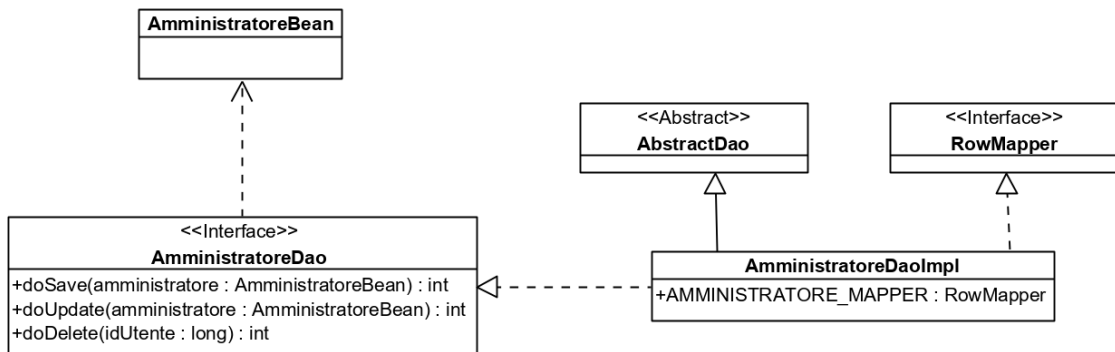 AmministratoreBean
<<Abstract>>
AbstractDao
<<Interface>>
RowMapper
<<Interface>>
AmministratoreDao
+doSave(amministratore : AmministratoreBean) : int
+doUpdate(amministratore : AmministratoreBean) : int
+doDelete(idUtente : long) : int
AmministratoreDaoImpl
+AMMINISTRATORE_MAPPER : RowMapper